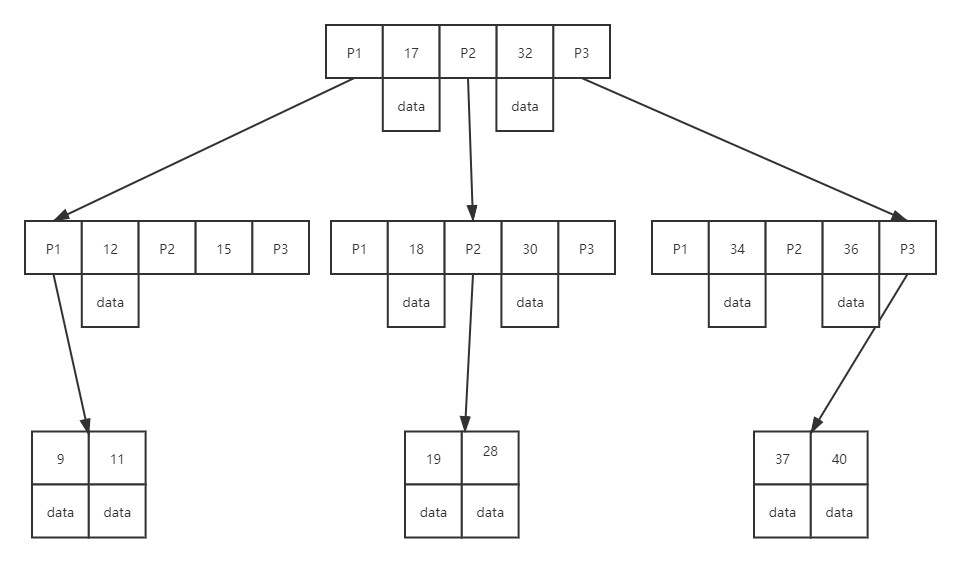 P1 17 P2 32 P3
data data
P1 12 P2 15 P3 P1 18 P2 30 P3 P1 34 P2 36 P3
data data data data data
9 11 19 28 37 40
data data data data data data